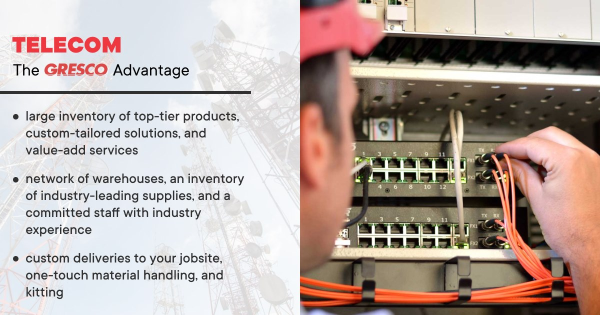 TELECOM
The GRESCO Advantage
• large inventory of top-tier products,
custom-tailored solutions, and
value-add services
• network of warehouses, an inventory
of industry-leading supplies, and a
committed staff with industry
experience
• custom deliveries to your jobsite,
one-touch material handling, and
kitting